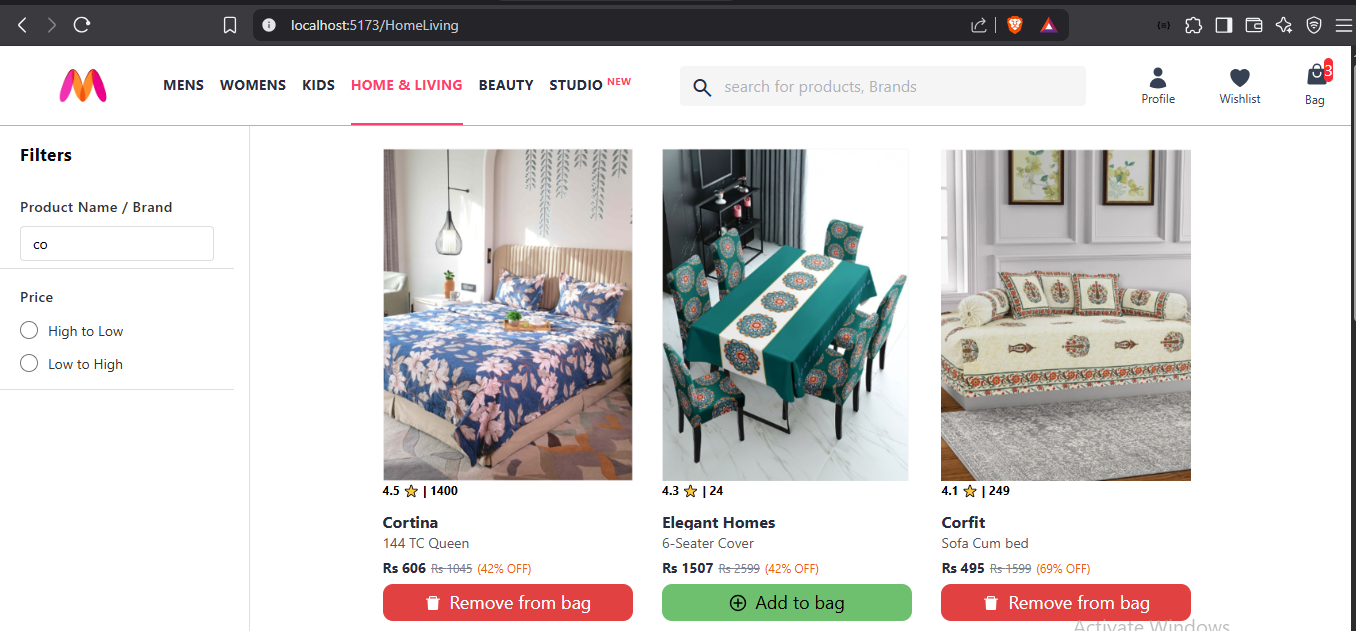 localhost:5173/HomeLiving
MENS WOMENS KIDS HOME & LIVING BEAUTY STUDIO NEW
search for products, Brands
Profile Wishlist 3 Bag
Filters
Product Name / Brand
co
Price
High to Low
Low to High
4.5 | 1400
Cortina
144 TC Queen
Rs 606 Rs 1045 (42% OFF)
Remove from bag
4.3 | 24
Elegant Homes
6-Seater Cover
Rs 1507 Rs 2599 (42% OFF)
Add to bag
4.1 | 249
Corfit
Sofa Cum bed
Rs 495 Rs 1599 (69% OFF)
Remove from bag
Activate Windows